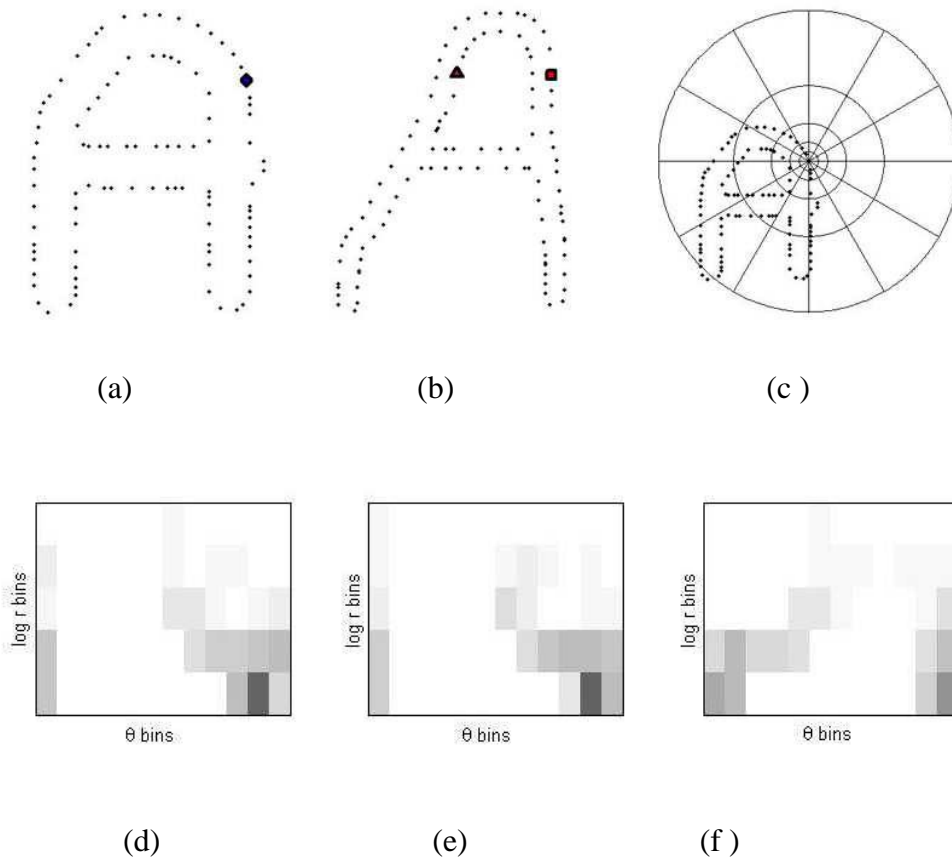 (a) (b) (c )
log r bins log r bins log r bins
θ bins θ bins θ bins
(d) (e) (f )